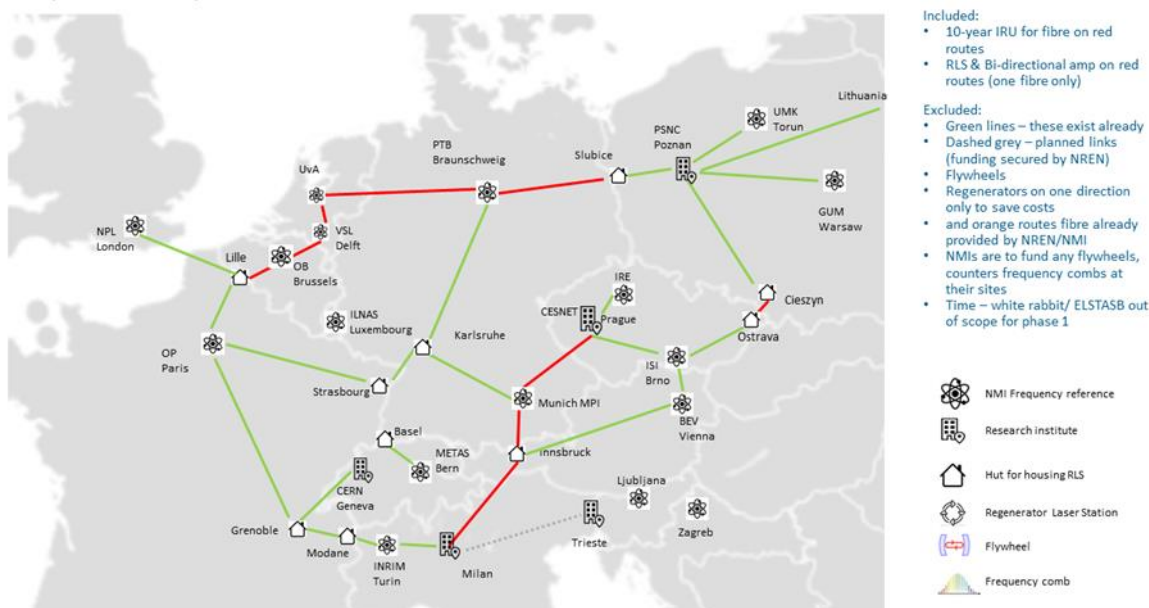 Included:
• 10-year IRU for fibre on red
routes
• RLS & Bi-directional amp on red
routes (one fibre only)
Excluded:
• Green lines – these exist already
• Dashed grey – planned links
(funding secured by NREN)
• Flywheels
• Regenerators on one direction
only to save costs
• and orange routes fibre already
provided by NREN/NMI
• NMIs are to fund any flywheels,
counters frequency combs at
their sites
• Time – white rabbit/ ELSTASB out
of scope for phase 1
NMI Frequency reference
Research institute
Hut for housing RLS
Regenerator Laser Station
Flywheel
Frequency comb
Lithuania
UMK
Torun
PSNC
Poznan
PTB
Braunschweig
Slubice
UvA
GUM
Warsaw
NPL
London
VSL
Delft
Lille
OB
Brussels
IRE
Cieszyn
CESNET
Prague
ILNAS
Luxembourg
Karlsruhe
Ostrava
OP
Paris
ISI
Brno
Strasbourg
Munich MPI
BEV
Vienna
Basel
Innsbruck
METAS
Bern
CERN
Geneva
Ljubljana
Grenoble
Modane
Zagreb
Trieste
INRIM
Turin
Milan